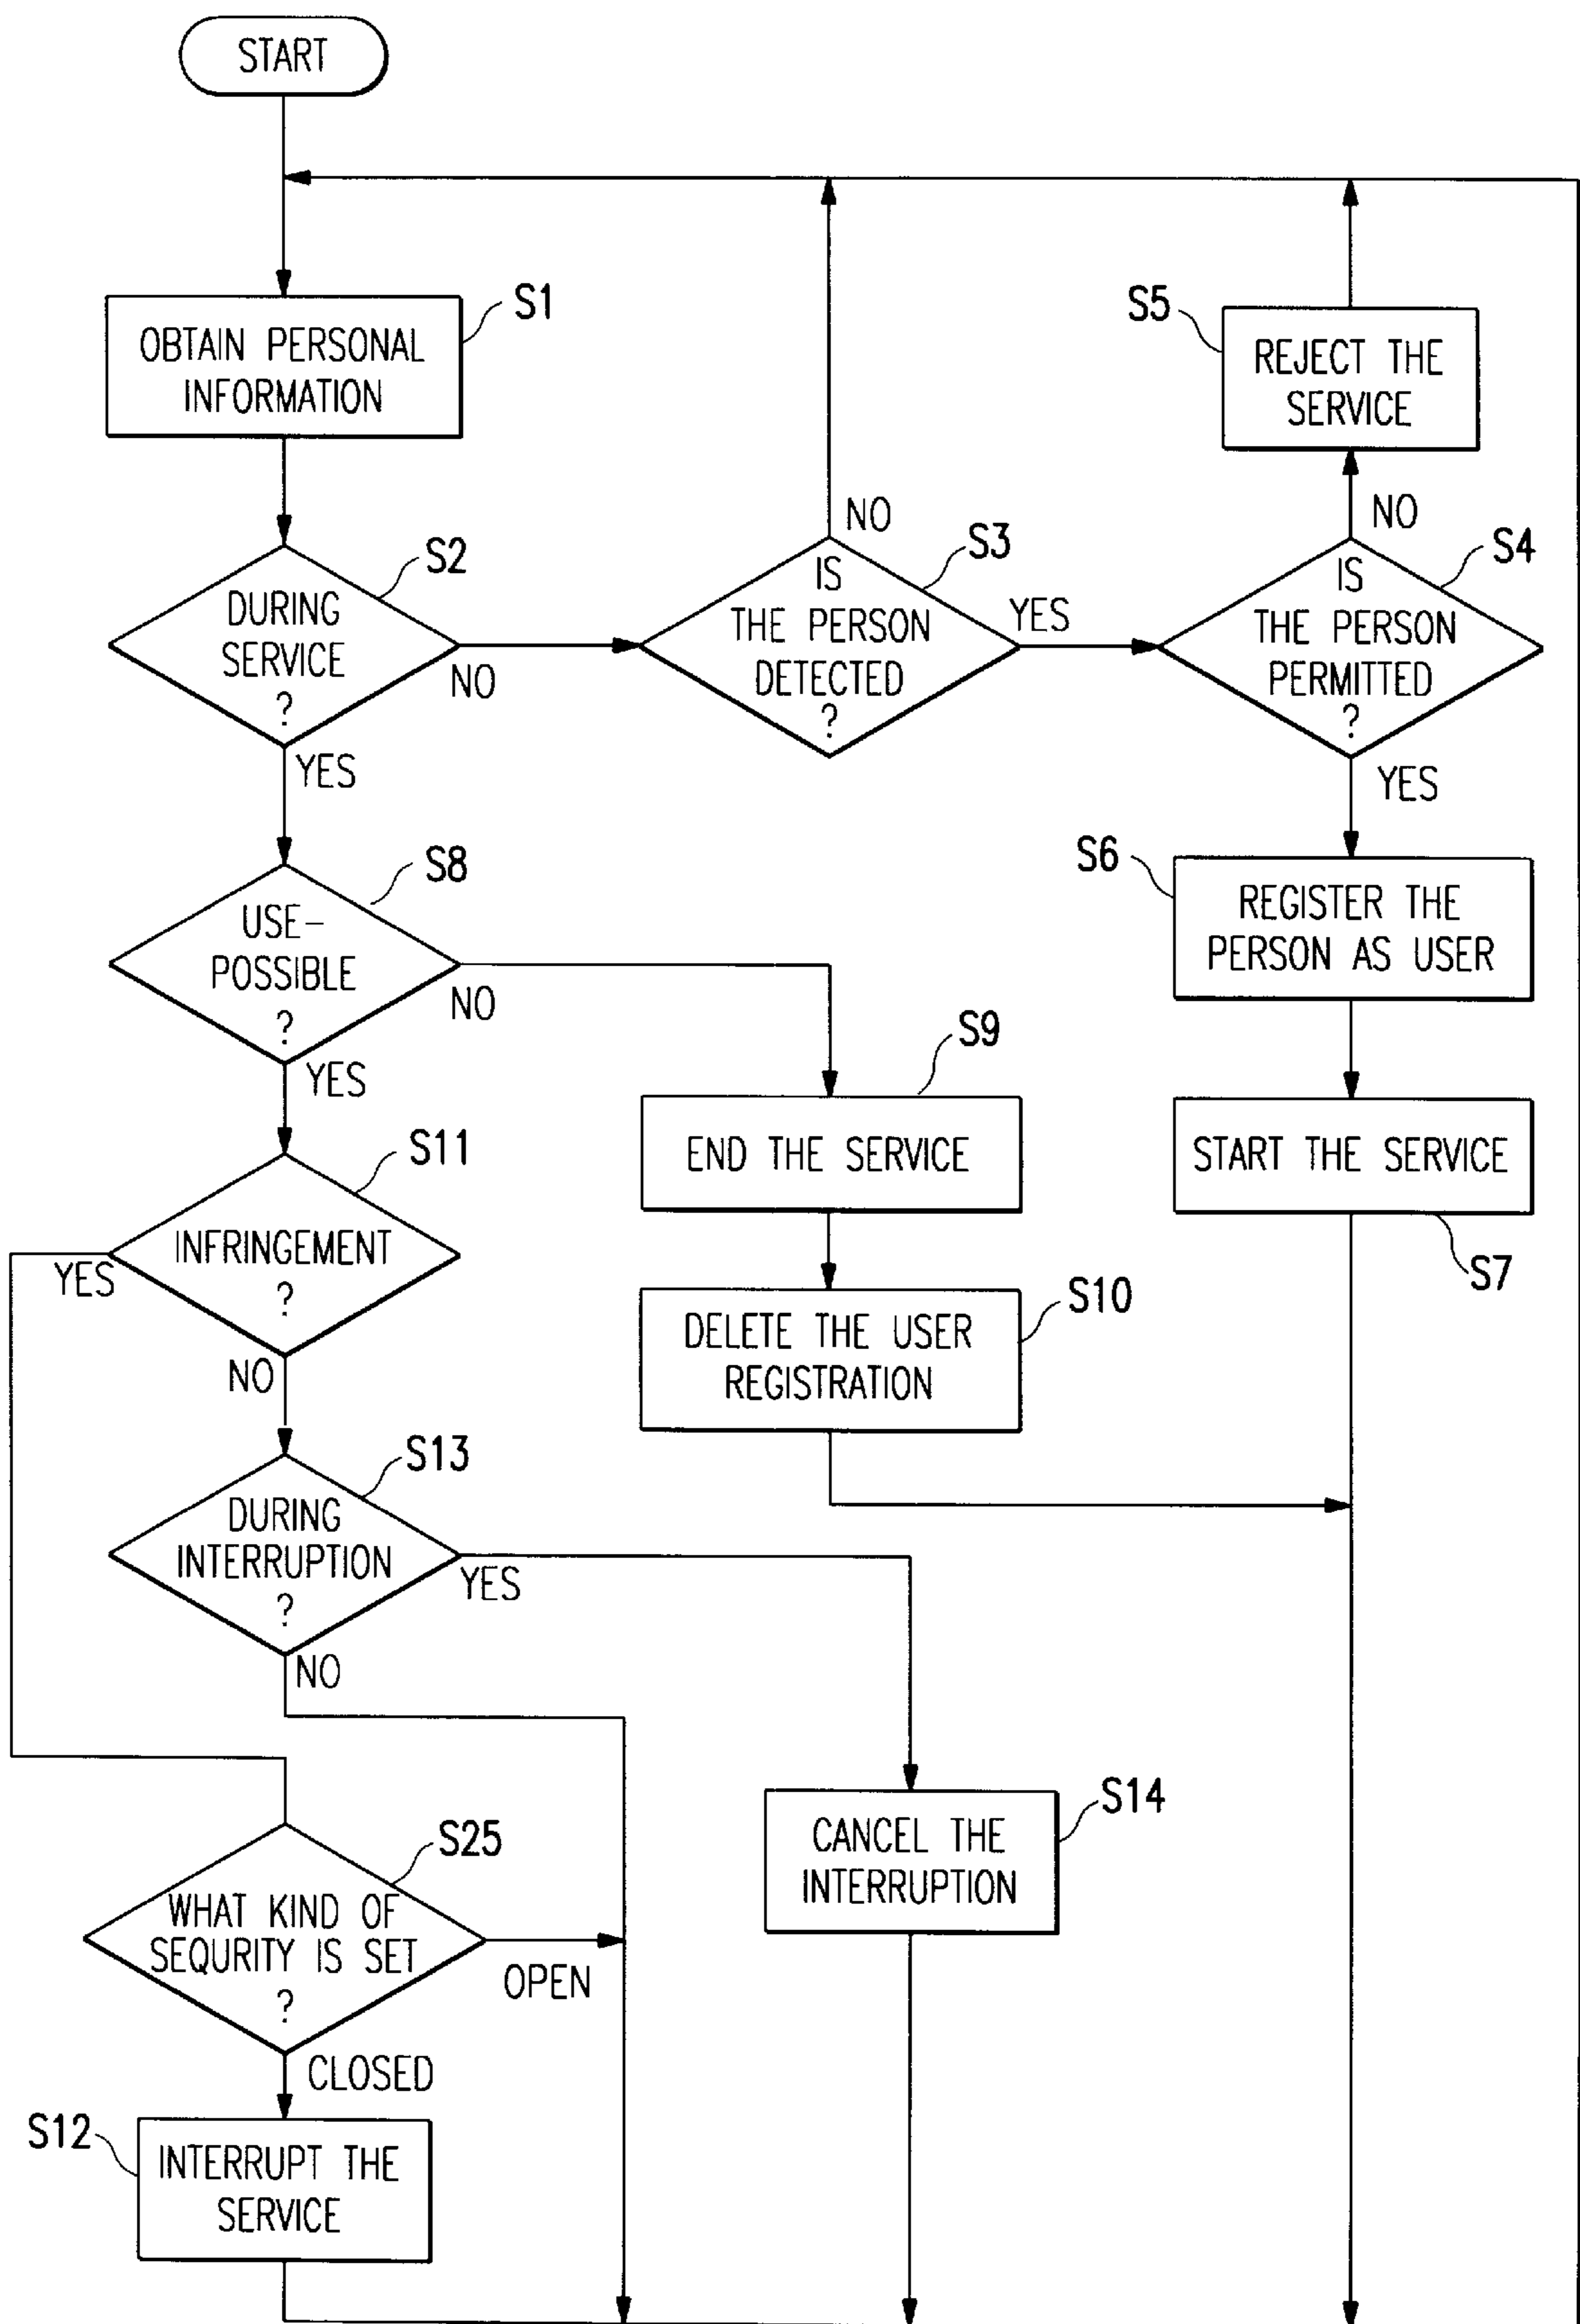 START
S1
OBTAIN PERSONAL
INFORMATION
S5
REJECT THE
SERVICE
NO
NO
S2
DURING
SERVICE
?
NO
YES
S3
IS
THE PERSON
DETECTED
?
YES
S4
IS
THE PERSON
PERMITTED
?
YES
S8
USE-
POSSIBLE
?
NO
YES
S6
REGISTER THE
PERSON AS USER
S9
END THE SERVICE
START THE SERVICE
S7
S11
INFRINGEMENT
?
YES
NO
S10
DELETE THE USER
REGISTRATION
S13
DURING
INTERRUPTION
?
YES
NO
S14
CANCEL THE
INTERRUPTION
S25
WHAT KIND OF
SEQURITY IS SET
?
OPEN
CLOSED
S12
INTERRUPT THE
SERVICE